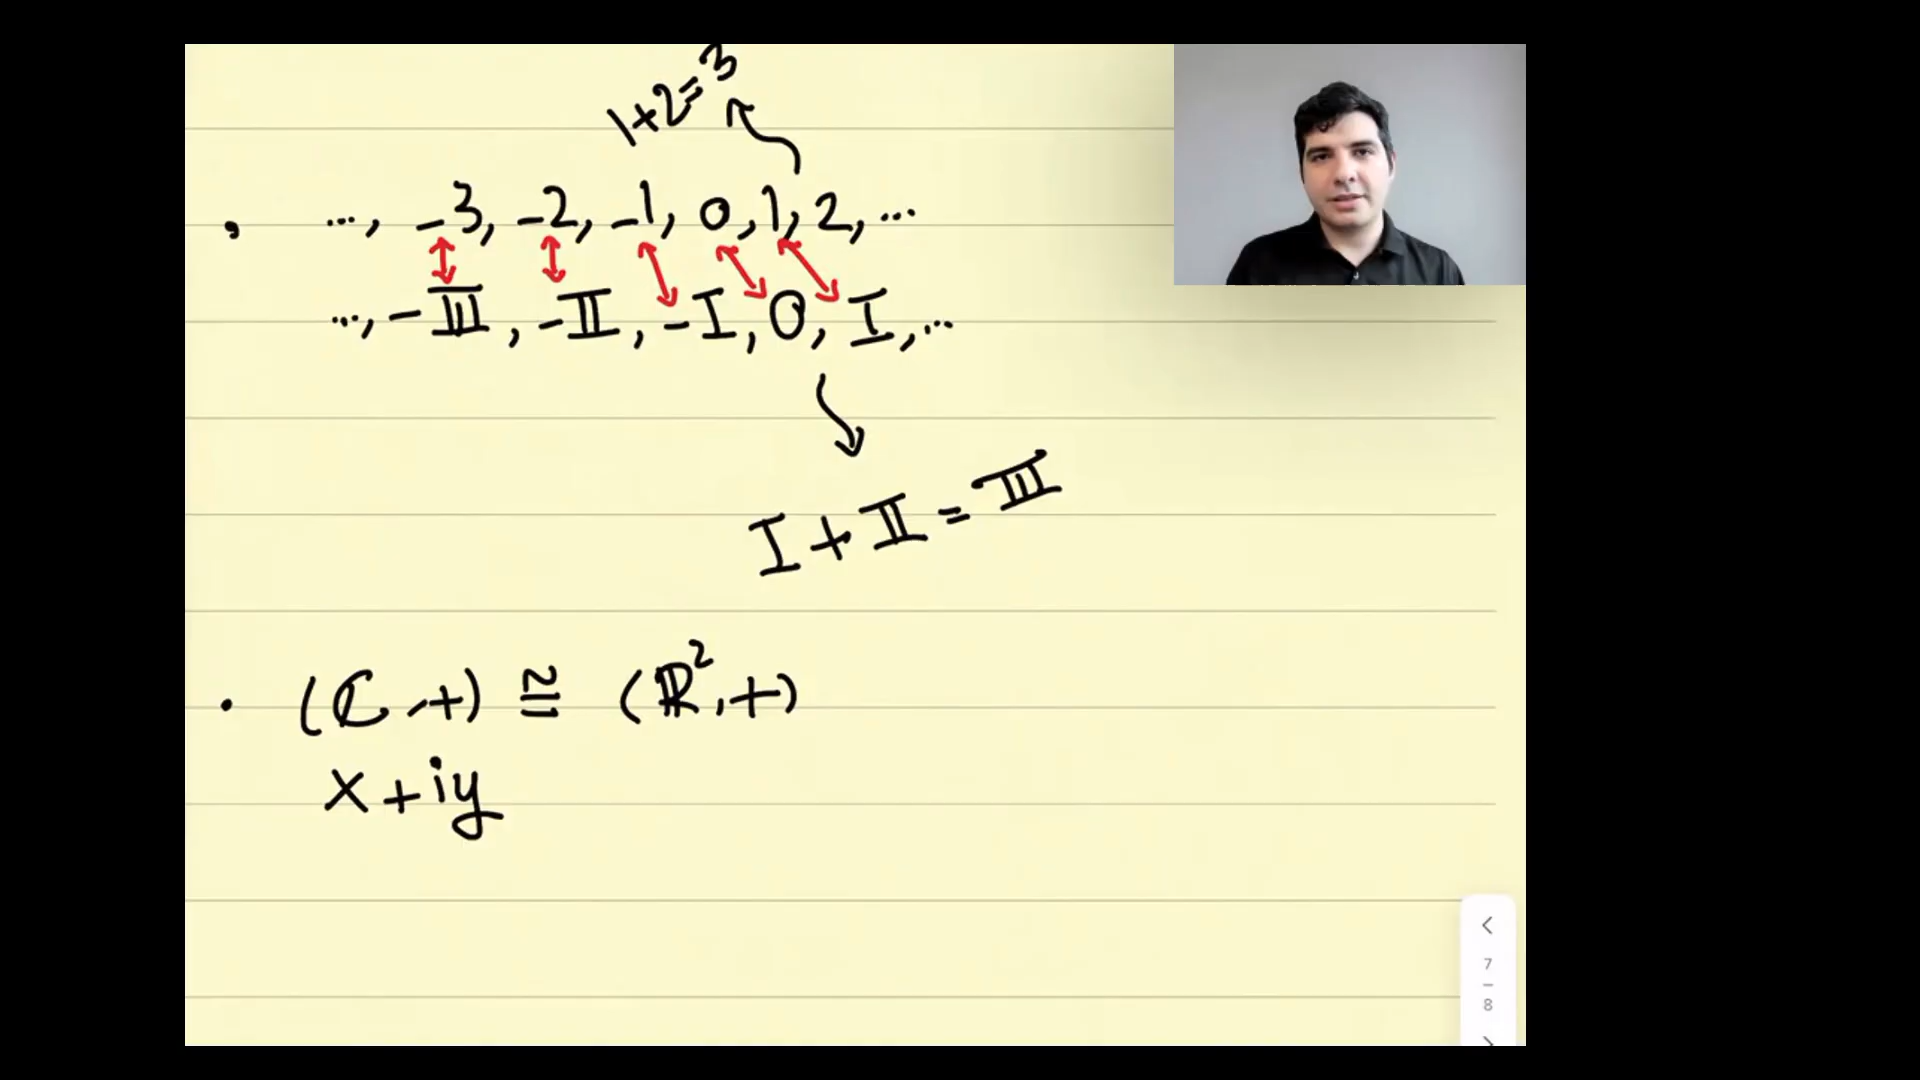 1+2=3
..., -3, -2, -1, 0, 1, 2, ...
..., -III, -II, -I, 0, I, ...
I + II = III
• (ℂ,+) ≅ (ℝ², +)
x + iy
7
8